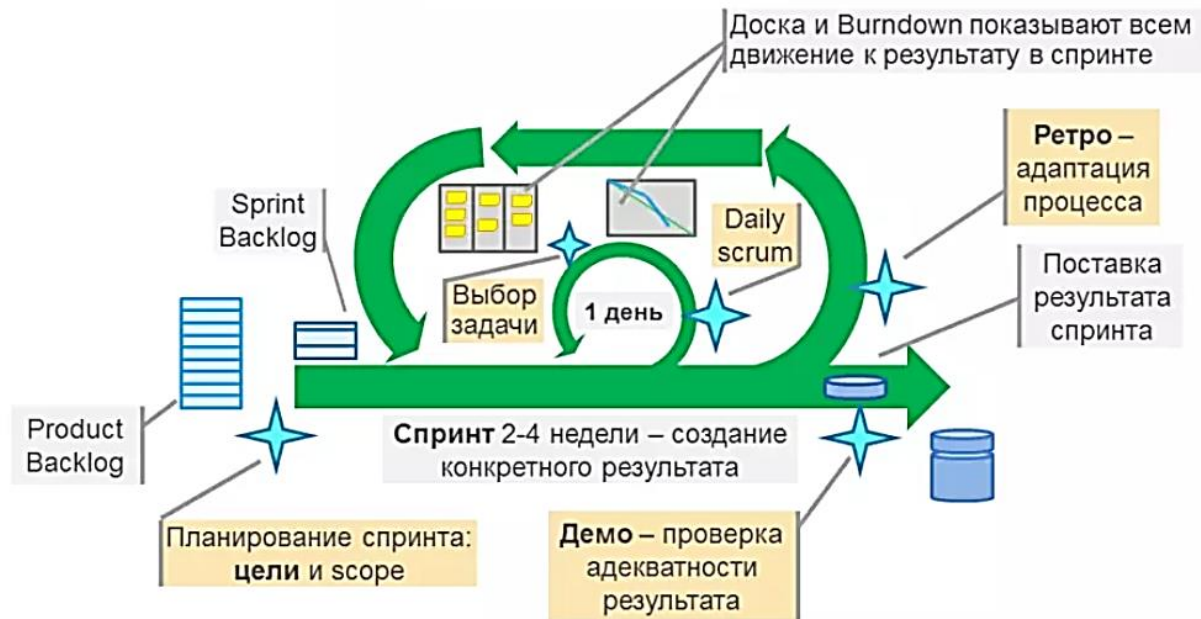 Доска и Burndown показывают всем
движение к результату в спринте
Ретро –
адаптация
процесса
Sprint
Backlog
Daily
scrum
Выбор
задачи
1 день
Поставка
результата
спринта
Product
Backlog
Спринт 2-4 недели – создание
конкретного результата
Планирование спринта:
цели и scope
Демо – проверка
адекватности
результата